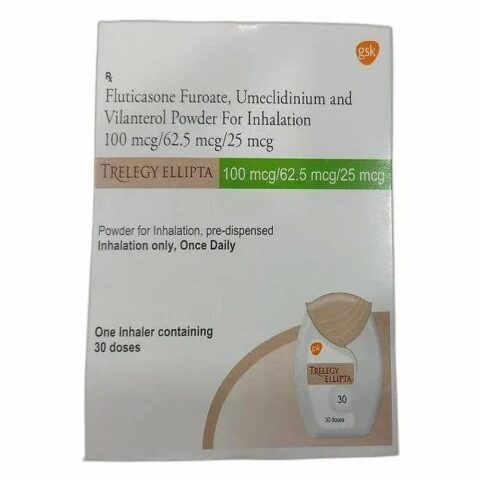 gsk
Rx
Fluticasone Furoate, Umeclidinium and
Vilanterol Powder For Inhalation
100 mcg/62.5 mcg/25 mcg
TRELEGY ELLIPTA 100 mcg/62.5 mcg/25 mcg
Powder for Inhalation, pre-dispensed
Inhalation only, Once Daily
One Inhaler containing
30 doses
gsk
TRELEGY
ELLIPTA
30
30 doses